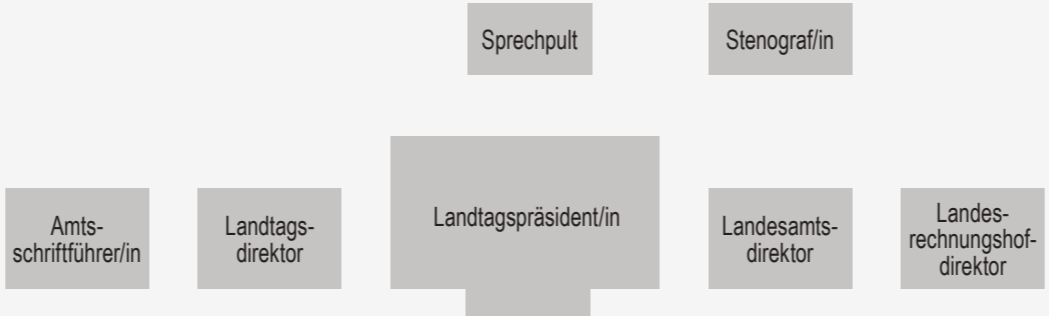 Sprechpult
Stenograf/in
Amts-
schriftführer/in
Landtags-
direktor
Landtagspräsident/in
Landesamts-
direktor
Landes-
rechnungshof-
direktor